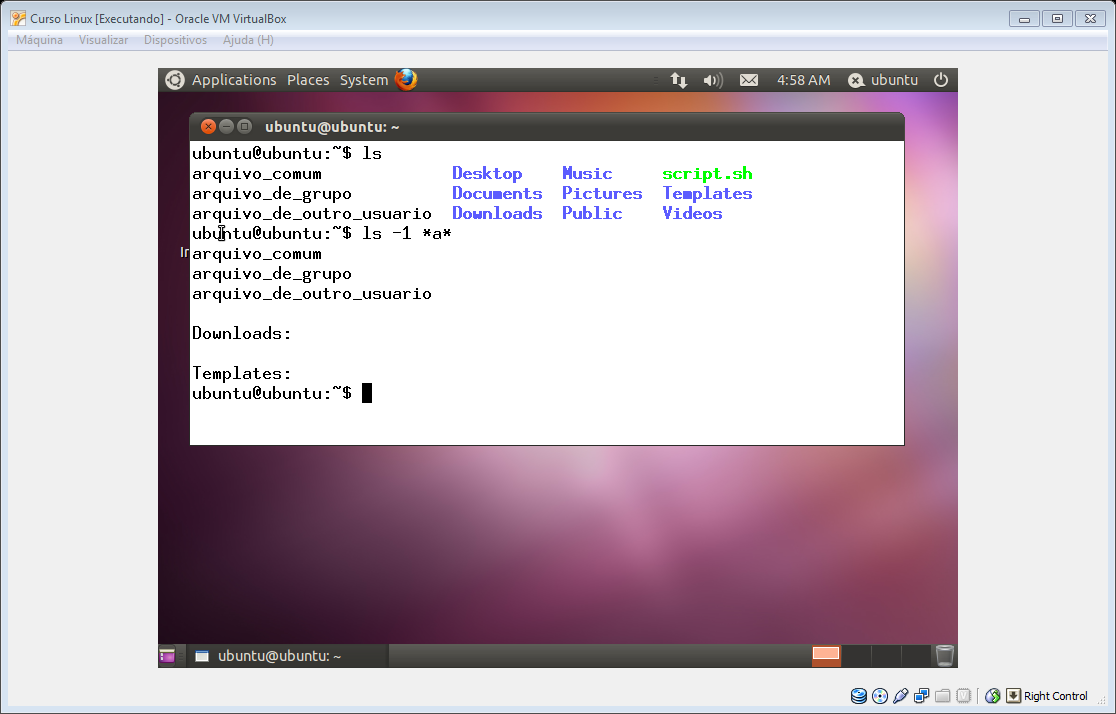 Curso Linux [Executando] - Oracle VM VirtualBox
Máquina Visualizar Dispositivos Ajuda (H)
Applications Places System 4:58 AM ubuntu
ubuntu@ubuntu: ~
ubuntu@ubuntu:~$ ls
arquivo_comum Desktop Music script.sh
arquivo_de_grupo Documents Pictures Templates
arquivo_de_outro_usuario Downloads Public Videos
ubuntu@ubuntu:~$ ls -1 *a*
arquivo_comum
arquivo_de_grupo
arquivo_de_outro_usuario
Downloads:
Templates:
ubuntu@ubuntu:~$
ubuntu@ubuntu: ~
Right Control